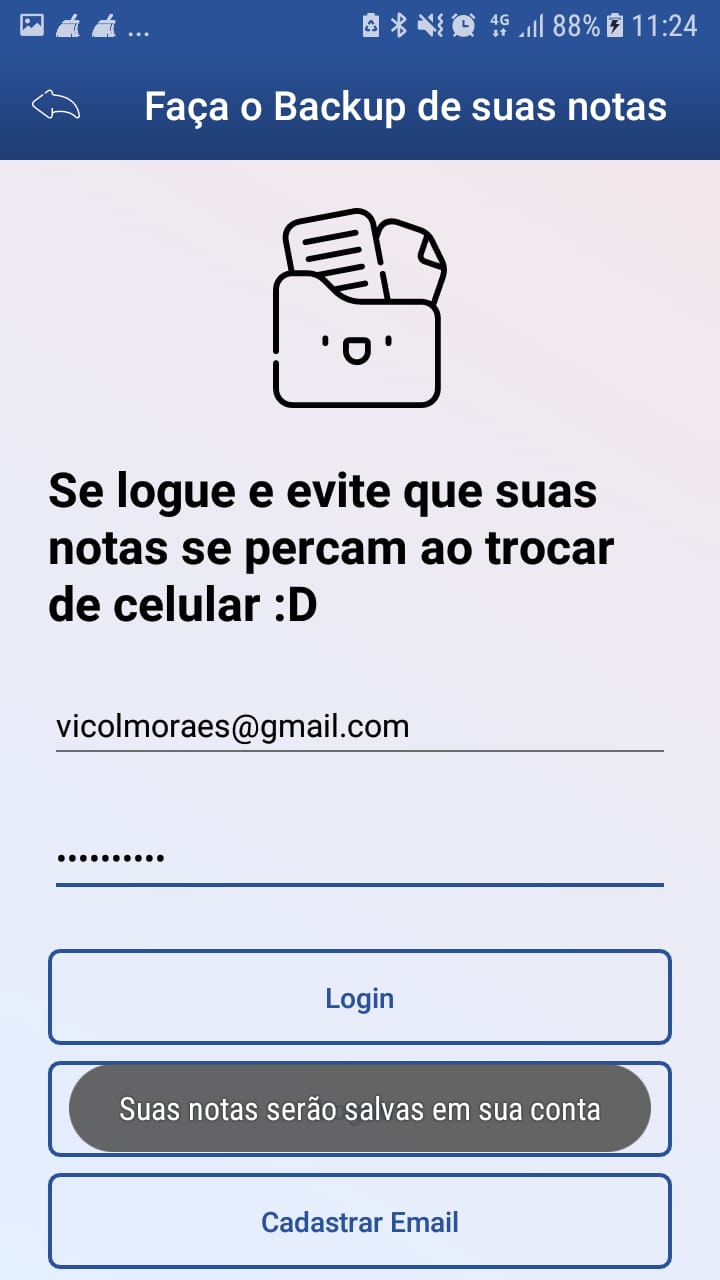 4G 88% 11:24
Faça o Backup de suas notas
Se logue e evite que suas
notas se percam ao trocar
de celular :D
vicolmoraes@gmail.com
••••••••••
Login
Suas notas serão salvas em sua conta
Cadastrar Email